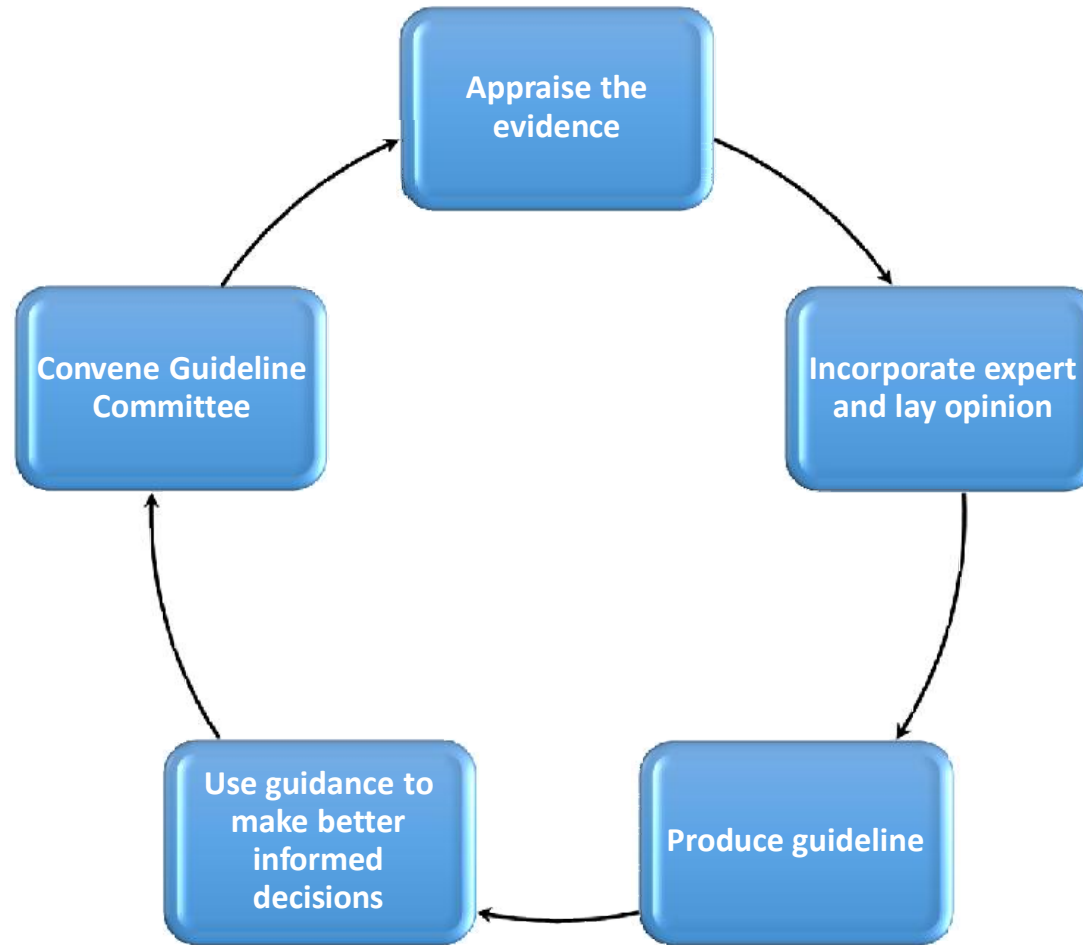 Appraise the
evidence
Incorporate expert
and lay opinion
Produce guideline
Use guidance to
make better
informed
decisions
Convene Guideline
Committee